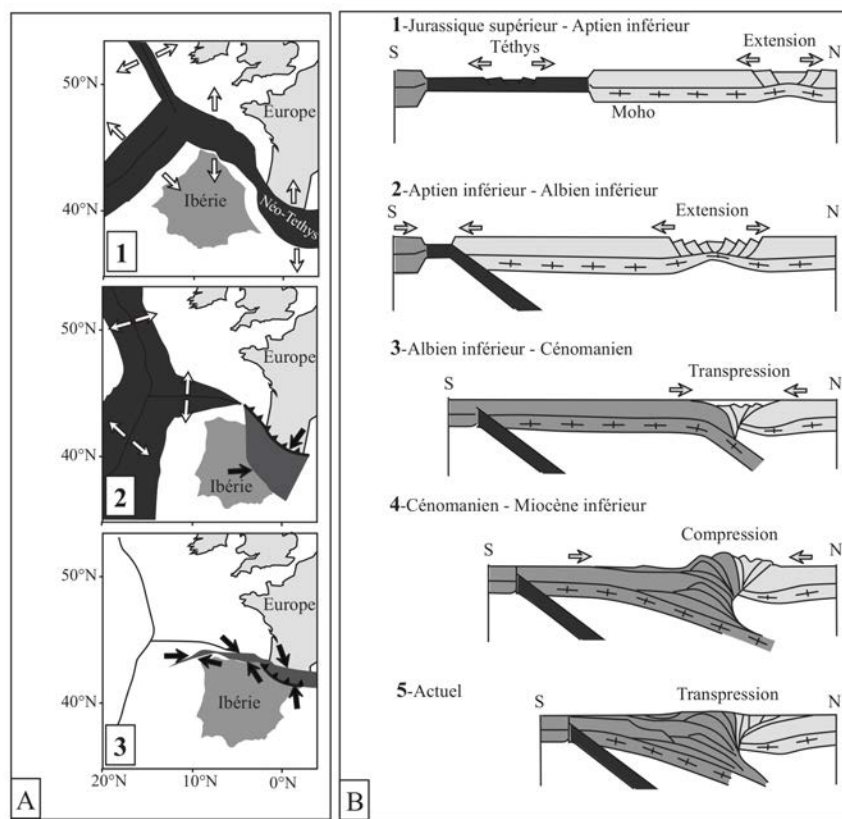 A
50°N
40°N
Europe
Ibérie
Néo-Tethys
1
50°N
40°N
Europe
Ibérie
2
50°N
40°N
Europe
Ibérie
3
20°N
10°N
0°N
B
1-Jurassique supérieur - Aptien inférieur
S
Téthys
Extension
N
Moho
2-Aptien inférieur - Albien inférieur
S
Extension
N
3-Albien inférieur - Cénomanien
S
Transpression
N
4-Cénomanien - Miocène inférieur
S
Compression
N
5-Actuel
S
Transpression
N